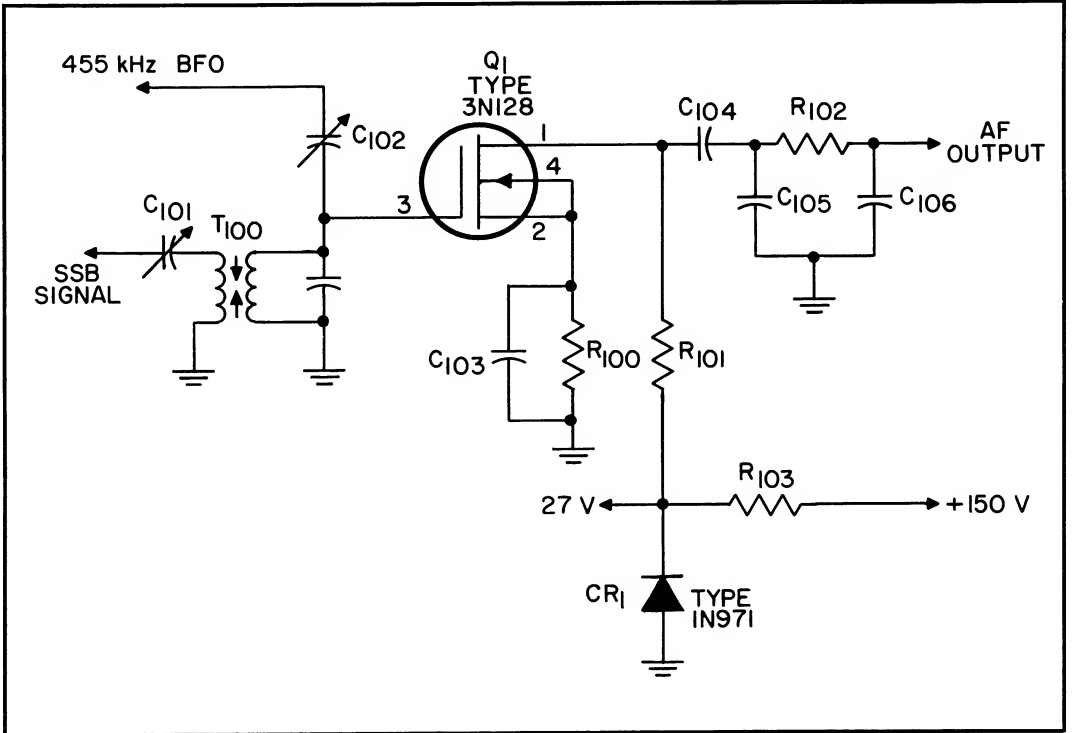 455 kHz BFO
Q1
TYPE
3N128
C102
C104
R102
AF
OUTPUT
1
4
3
2
C105
C106
C101
T100
SSB
SIGNAL
C103
R100
R101
R103
27 V
+150 V
CR1
TYPE
1N971